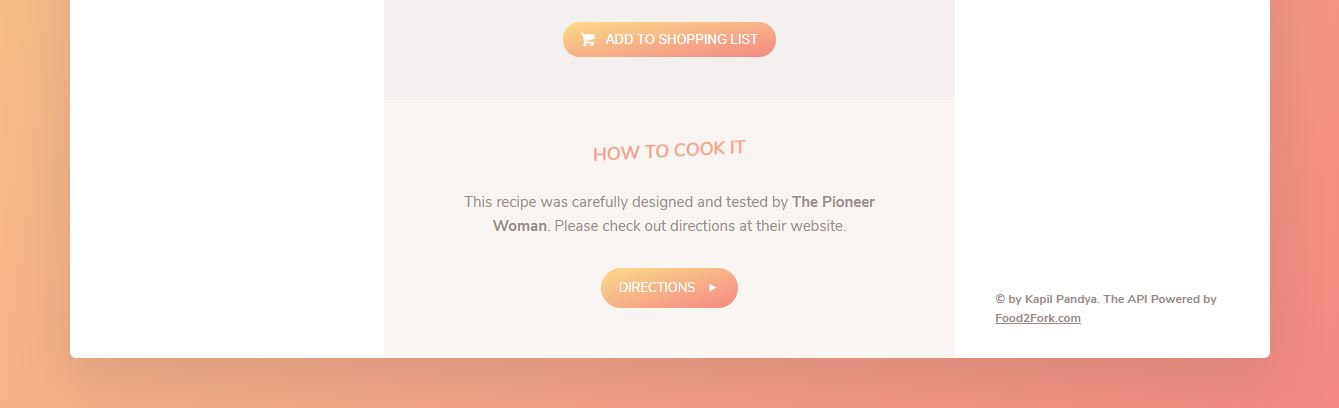 ADD TO SHOPPING LIST
HOW TO COOK IT
This recipe was carefully designed and tested by The Pioneer
Woman. Please check out directions at their website.
DIRECTIONS
© by Kapil Pandya. The API Powered by
Food2Fork.com